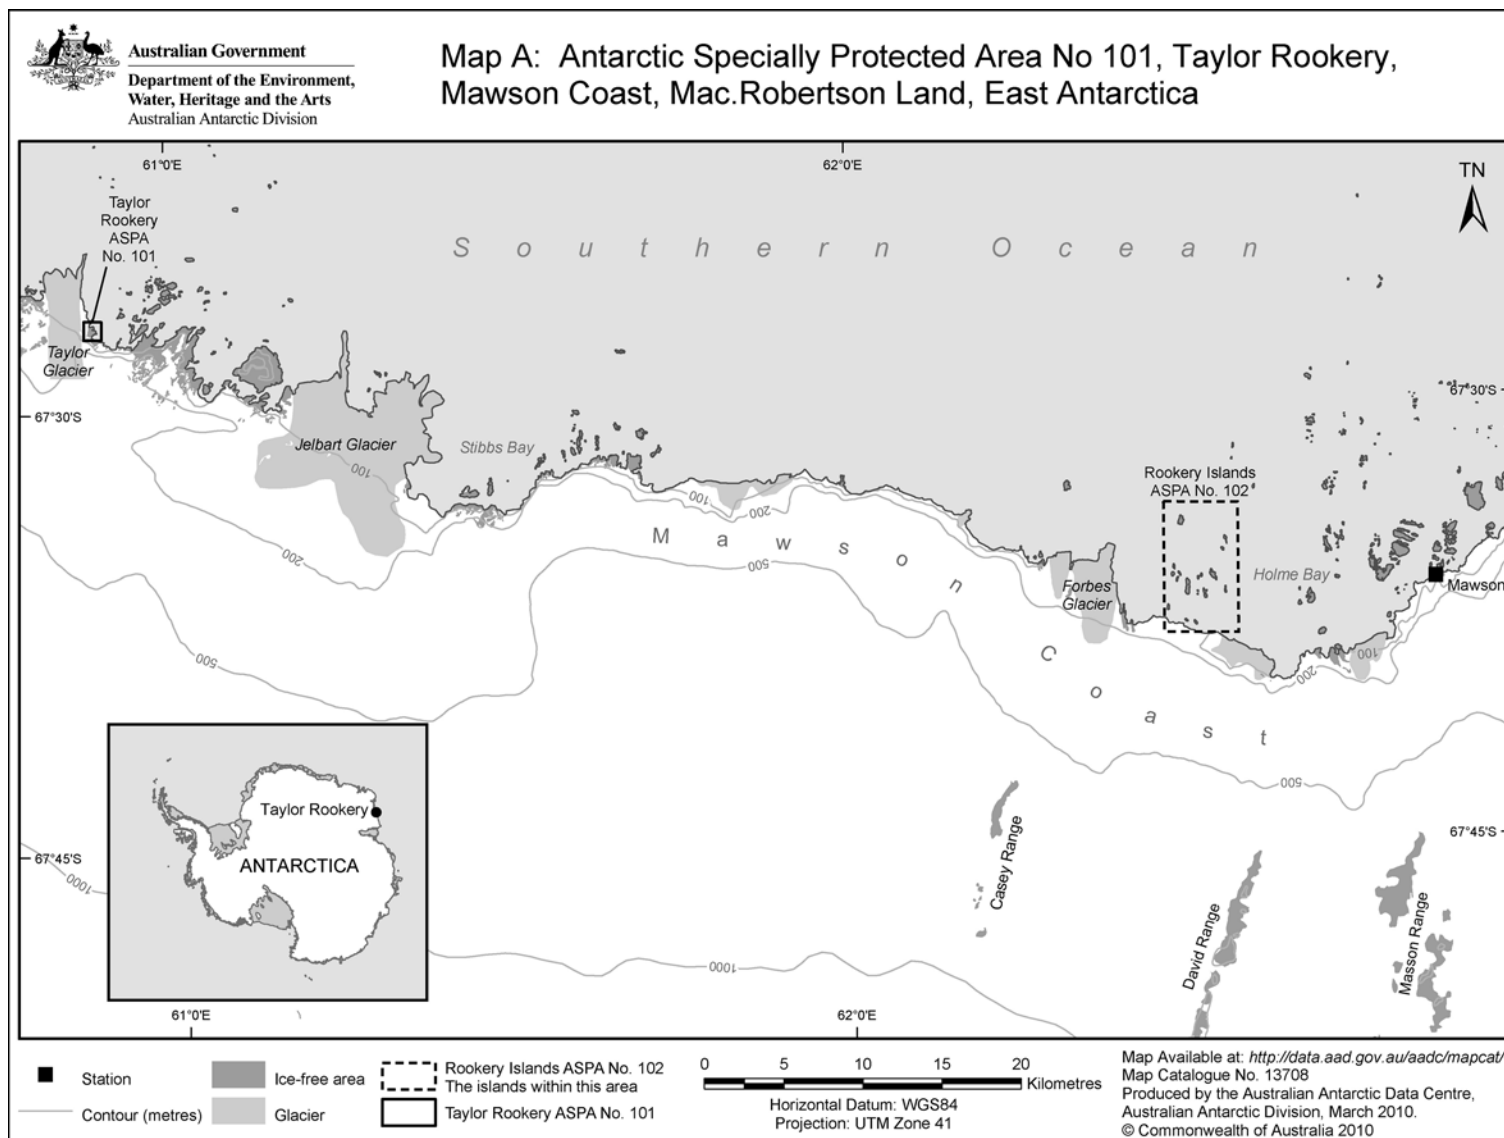 Australian Government
Department of the Environment,
Water, Heritage and the Arts
Australian Antarctic Division
Map A: Antarctic Specially Protected Area No 101, Taylor Rookery,
Mawson Coast, Mac.Robertson Land, East Antarctica
61°0'E
62°0'E
TN
Taylor
Rookery
ASPA
No. 101
Southern Ocean
Taylor
Glacier
67°30'S
67°30'S
Jelbart Glacier
Stibbs Bay
100
Rookery Islands
ASPA No. 102
100
200
Mawson Coast
200
500
Forbes
Glacier
Holme Bay
Mawson
500
100
200
500
Taylor Rookery
ANTARCTICA
67°45'S
67°45'S
1000
Casey Range
David Range
Masson Range
1000
61°0'E
62°0'E
Station
Contour (metres)
Ice-free area
Glacier
Rookery Islands ASPA No. 102
The islands within this area
Taylor Rookery ASPA No. 101
0 5 10 15 20
Kilometres
Horizontal Datum: WGS84
Projection: UTM Zone 41
Map Available at: http://data.aad.gov.au/aadc/mapcat/
Map Catalogue No. 13708
Produced by the Australian Antarctic Data Centre,
Australian Antarctic Division, March 2010.
© Commonwealth of Australia 2010